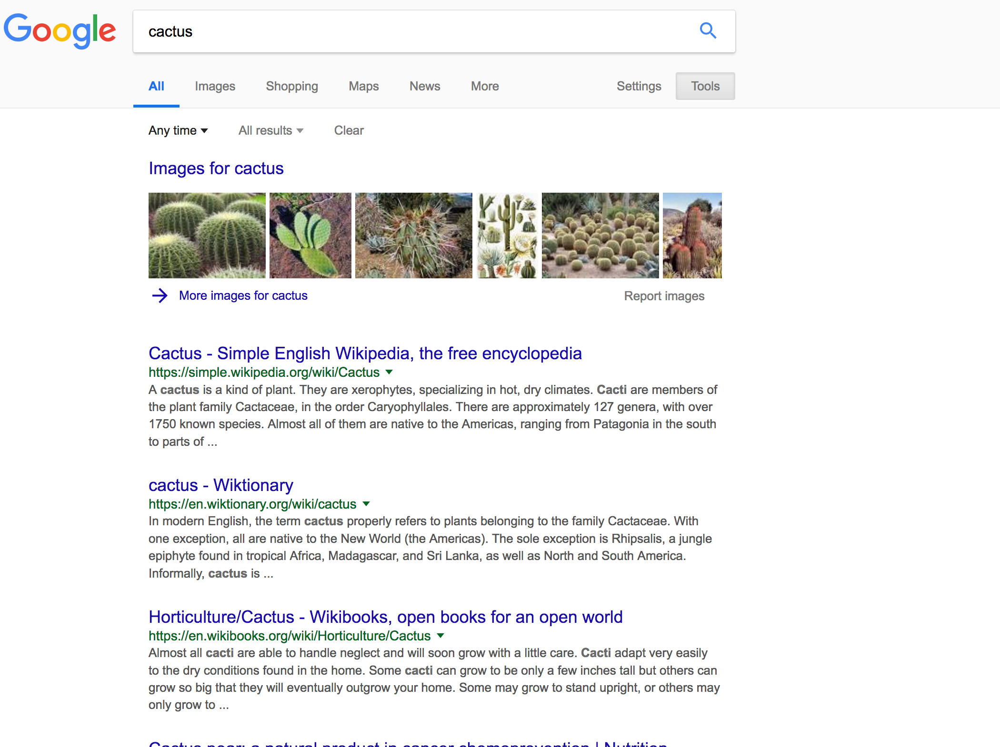 Google
cactus
All Images Shopping Maps News More Settings Tools
Any time All results Clear
Images for cactus
More images for cactus Report images
Cactus - Simple English Wikipedia, the free encyclopedia
https://simple.wikipedia.org/wiki/Cactus
A cactus is a kind of plant. They are xerophytes, specializing in hot, dry climates. Cacti are members of
the plant family Cactaceae, in the order Caryophyllales. There are approximately 127 genera, with over
1750 known species. Almost all of them are native to the Americas, ranging from Patagonia in the south
to parts of ...
cactus - Wiktionary
https://en.wiktionary.org/wiki/cactus
In modern English, the term cactus properly refers to plants belonging to the family Cactaceae. With
one exception, all are native to the New World (the Americas). The sole exception is Rhipsalis, a jungle
epiphyte found in tropical Africa, Madagascar, and Sri Lanka, as well as North and South America.
Informally, cactus is ...
Horticulture/Cactus - Wikibooks, open books for an open world
https://en.wikibooks.org/wiki/Horticulture/Cactus
Almost all cacti are able to handle neglect and will soon grow with a little care. Cacti adapt very easily
to the dry conditions found in the home. Some cacti can grow to be only a few inches tall but others can
grow so big that they will eventually outgrow your home. Some may grow to stand upright, or others may
only grow to ...
Cactus pear: a natural product in cancer chemoprevention | Nutrition